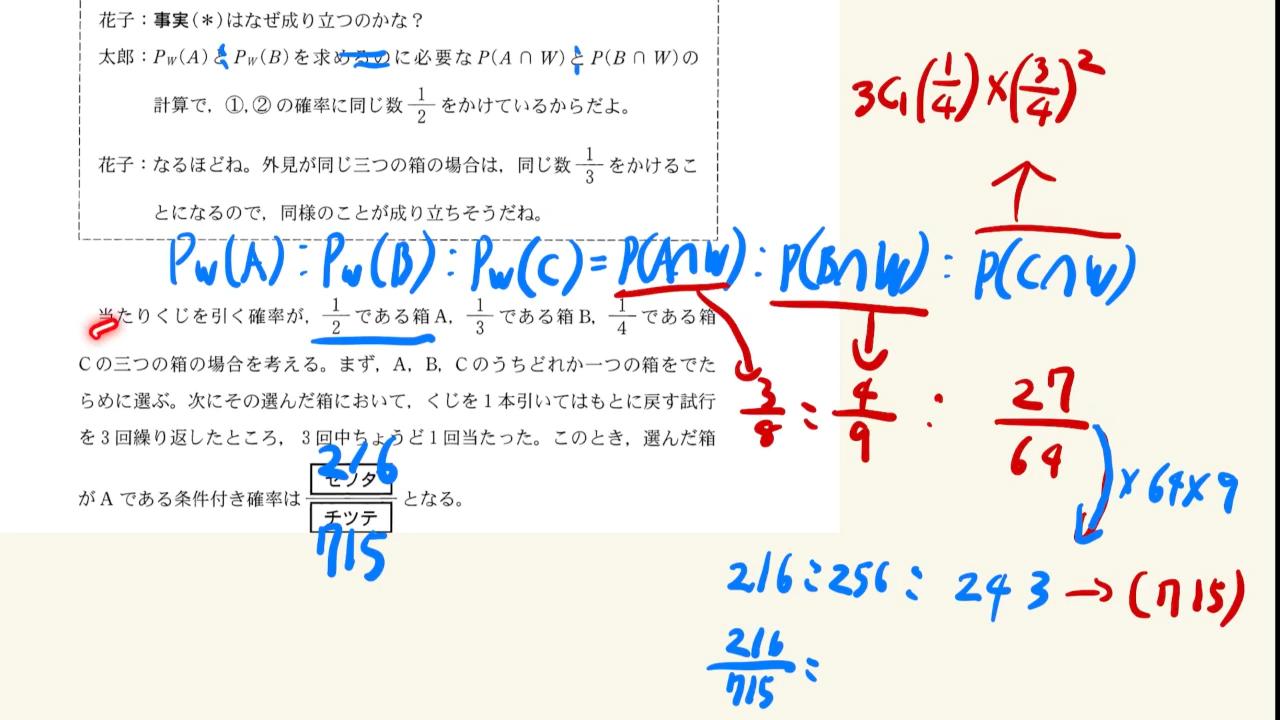 花子：事実(*)はなぜ成り立つのかな？
太郎：P_W(A)とP_W(B)を求めるのに必要なP(A∩W)とP(B∩W)の
計算で，①,②の確率に同じ数 1/2 をかけているからだよ。
花子：なるほどね。外見が同じ三つの箱の場合は，同じ数 1/3 をかけるこ
とになるので，同様のことが成り立ちそうだね。
3C1(1/4)×(3/4)^2
P_W(A):P_W(B):P_W(C)=P(A∩W):P(B∩W):P(C∩W)
当たりくじを引く確率が，1/2 である箱A，1/3 である箱B，1/4 である箱
Cの三つの箱の場合を考える。まず，A，B，Cのうちどれか一つの箱をでた
らめに選ぶ。次にその選んだ箱において，くじを1本引いてはもとに戻す試行
を3回繰り返したところ，3回中ちょうど1回当たった。このとき，選んだ箱
216
がAである条件付き確率は セソタ/チツテ となる。
715
3/8:4/9:27/64
×64×9
216:256:243→(715)
216/715: